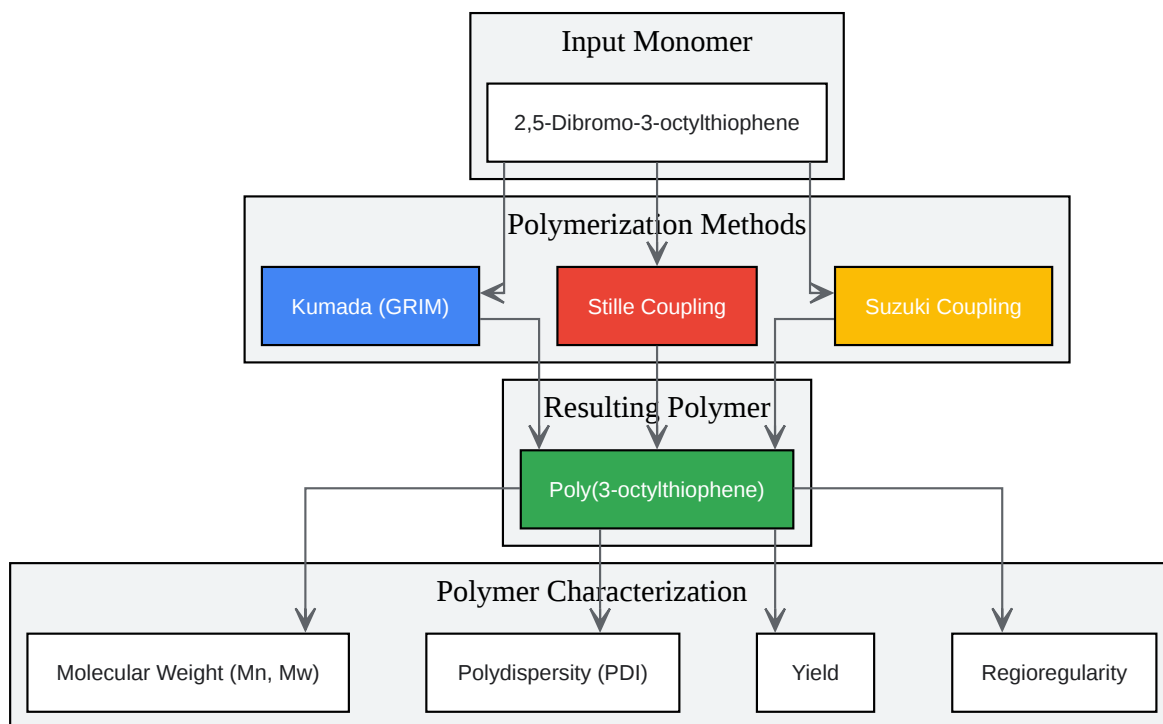 Input Monomer
2,5-Dibromo-3-octylthiophene
Polymerization Methods
Kumada (GRIM)
Stille Coupling
Suzuki Coupling
Resulting Polymer
Poly(3-octylthiophene)
Polymer Characterization
Molecular Weight (Mn, Mw)
Polydispersity (PDI)
Yield
Regioregularity